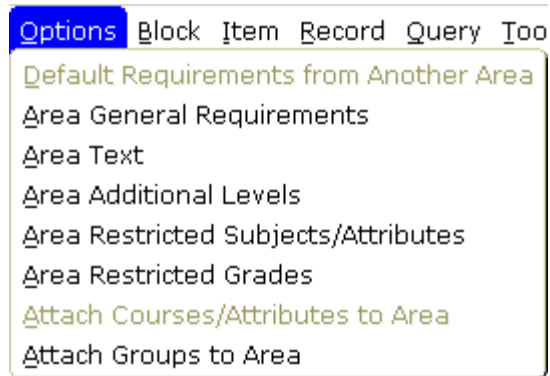 Options Block Item Record Query Too
Default Requirements from Another Area
Area General Requirements
Area Text
Area Additional Levels
Area Restricted Subjects/Attributes
Area Restricted Grades
Attach Courses/Attributes to Area
Attach Groups to Area